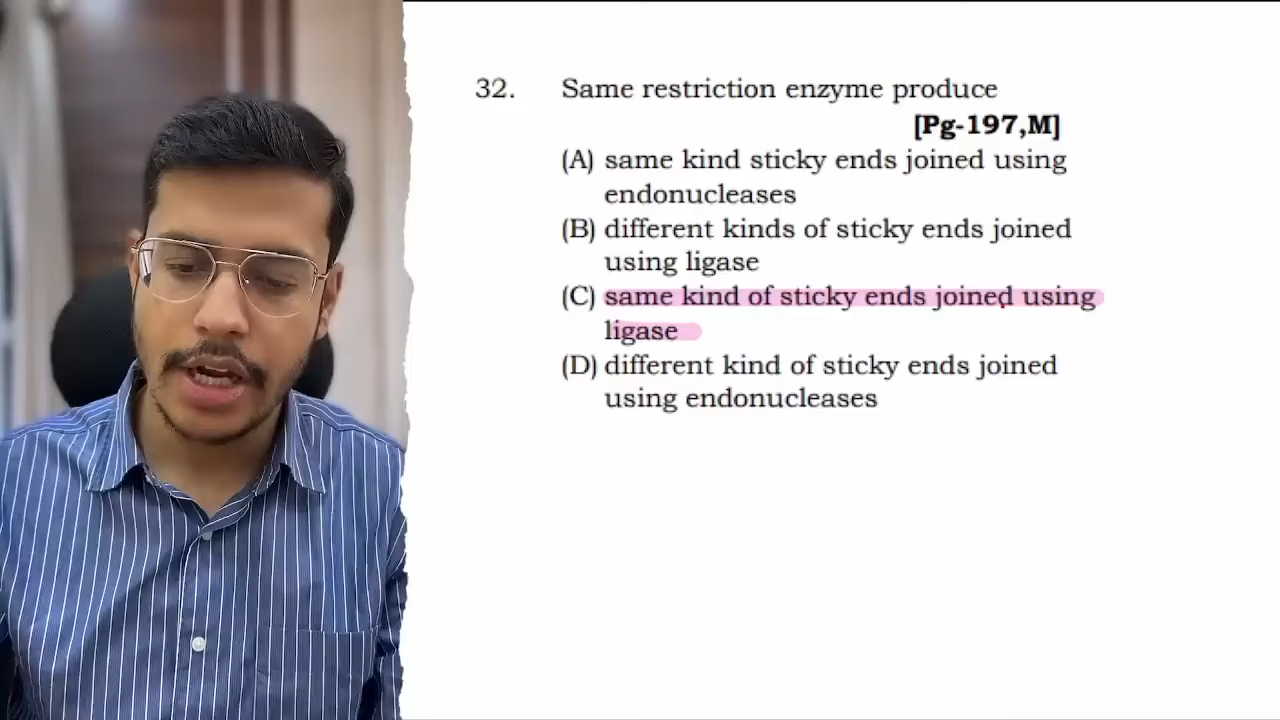 32. Same restriction enzyme produce
[Pg-197,M]
(A) same kind sticky ends joined using
endonucleases
(B) different kinds of sticky ends joined
using ligase
(C) same kind of sticky ends joined using
ligase
(D) different kind of sticky ends joined
using endonucleases